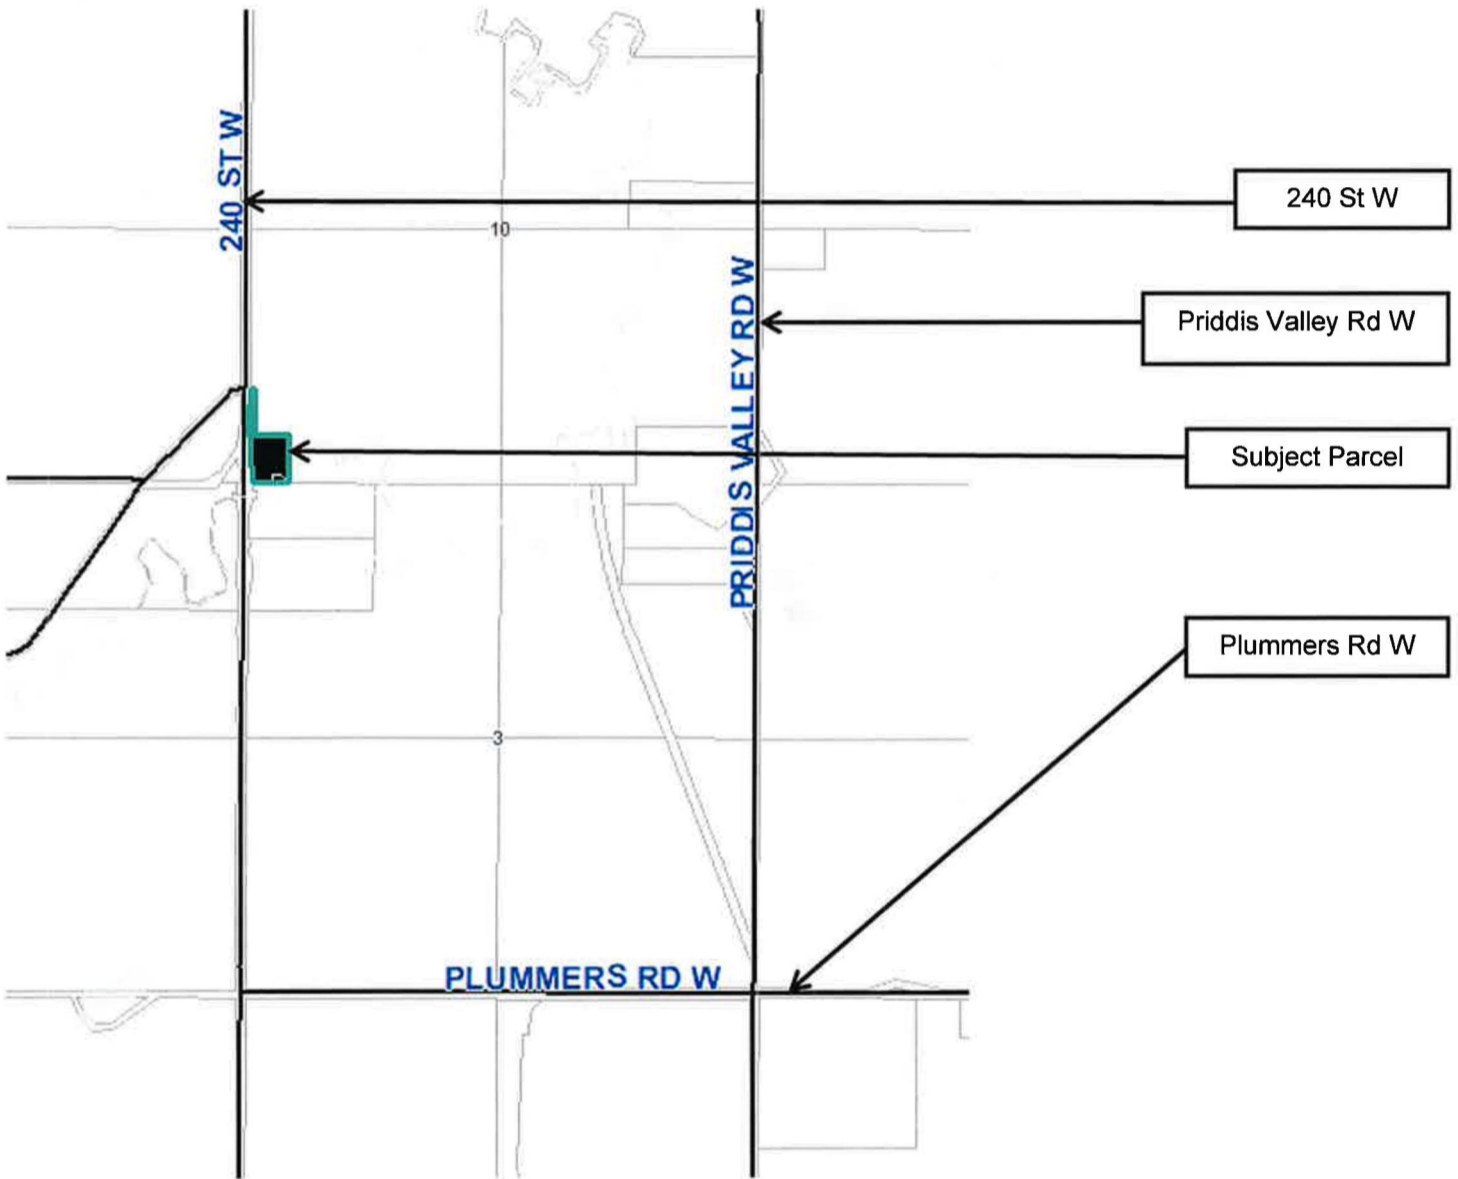 240 ST W
240 St W
10
PRIDDIS VALLEY RD W
Priddis Valley Rd W
Subject Parcel
Plummers Rd W
3
PLUMMERS RD W